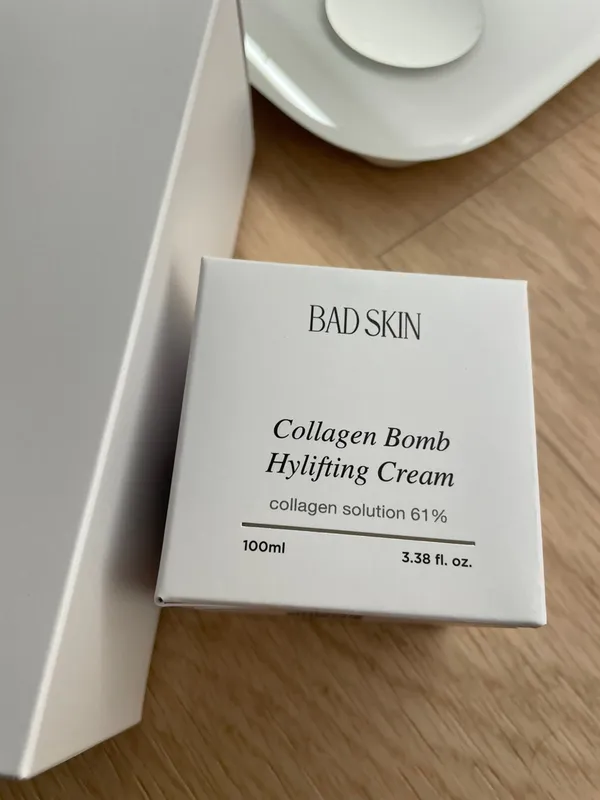 BAD SKIN
Collagen Bomb
Hylifting Cream
collagen solution 61%
100ml
3.38 fl. oz.